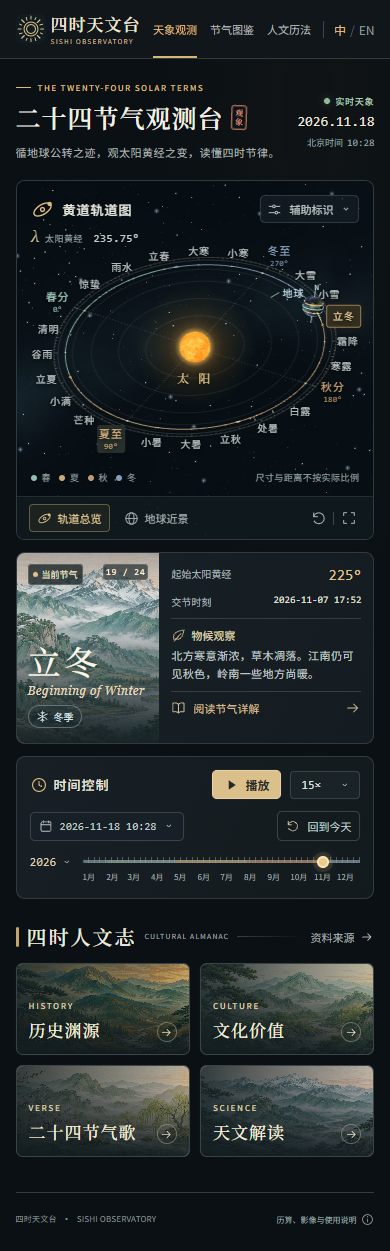 四时天文台
SISHI OBSERVATORY
天象观测 节气图鉴 人文历法 中 / EN
THE TWENTY-FOUR SOLAR TERMS
二十四节气观测台 观象
循地球公转之迹，观太阳黄经之变，读懂四时节律。
实时天象
2026.11.18
北京时间 10:28
黄道轨道图
辅助标识
λ 太阳黄经 235.75°
冬至
270°
小寒
大寒
立春
雨水
惊蛰
春分
0°
清明
谷雨
立夏
小满
芒种
夏至
90°
小暑
大暑
立秋
处暑
白露
秋分
180°
寒露
霜降
立冬
小雪
大雪
地球
N
太阳
春 夏 秋 冬
尺寸与距离不按实际比例
轨道总览 地球近景
当前节气 19 / 24
立冬
Beginning of Winter
冬季
起始太阳黄经 225°
交节时刻 2026-11-07 17:52
物候观察
北方寒意渐浓，草木凋落。江南仍可
见秋色，岭南一些地方尚暖。
阅读节气详解
时间控制
播放 15×
2026-11-18 10:28
回到今天
2026
1月 2月 3月 4月 5月 6月 7月 8月 9月 10月 11月 12月
四时人文志 CULTURAL ALMANAC 资料来源
HISTORY
历史渊源
CULTURE
文化价值
VERSE
二十四节气歌
SCIENCE
天文解读
四时天文台 • SISHI OBSERVATORY
历算、影像与使用说明